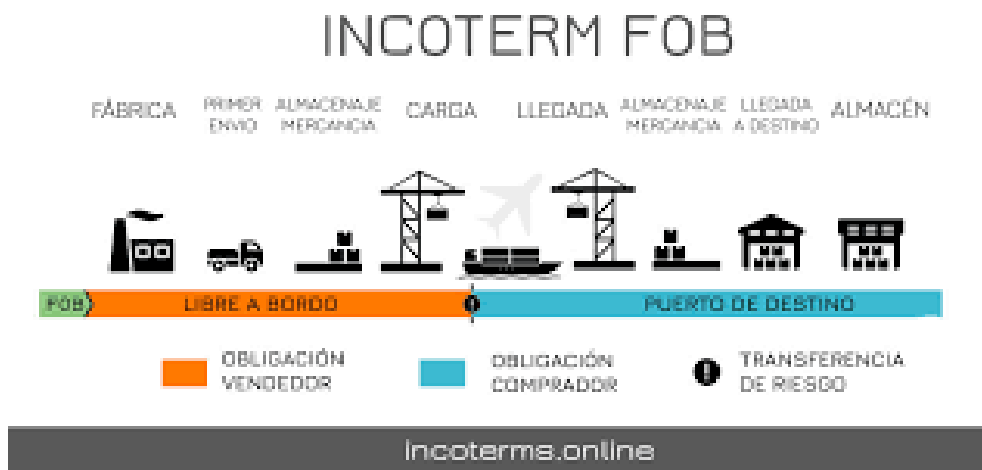 INCOTERM FOB
FÁBRICA
PRIMER
ENVIO
ALMACENAJE
MERCANCIA
CARGA
LLEGADA
ALMACENAJE
MERCANCIA
LLEGADA
A DESTINO
ALMACÉN
FOB
LIBRE A BORDO
PUERTO DE DESTINO
OBLIGACIÓN
VENDEDOR
OBLIGACIÓN
COMPRADOR
TRANSFERENCIA
DE RIESGO
incoterms.online